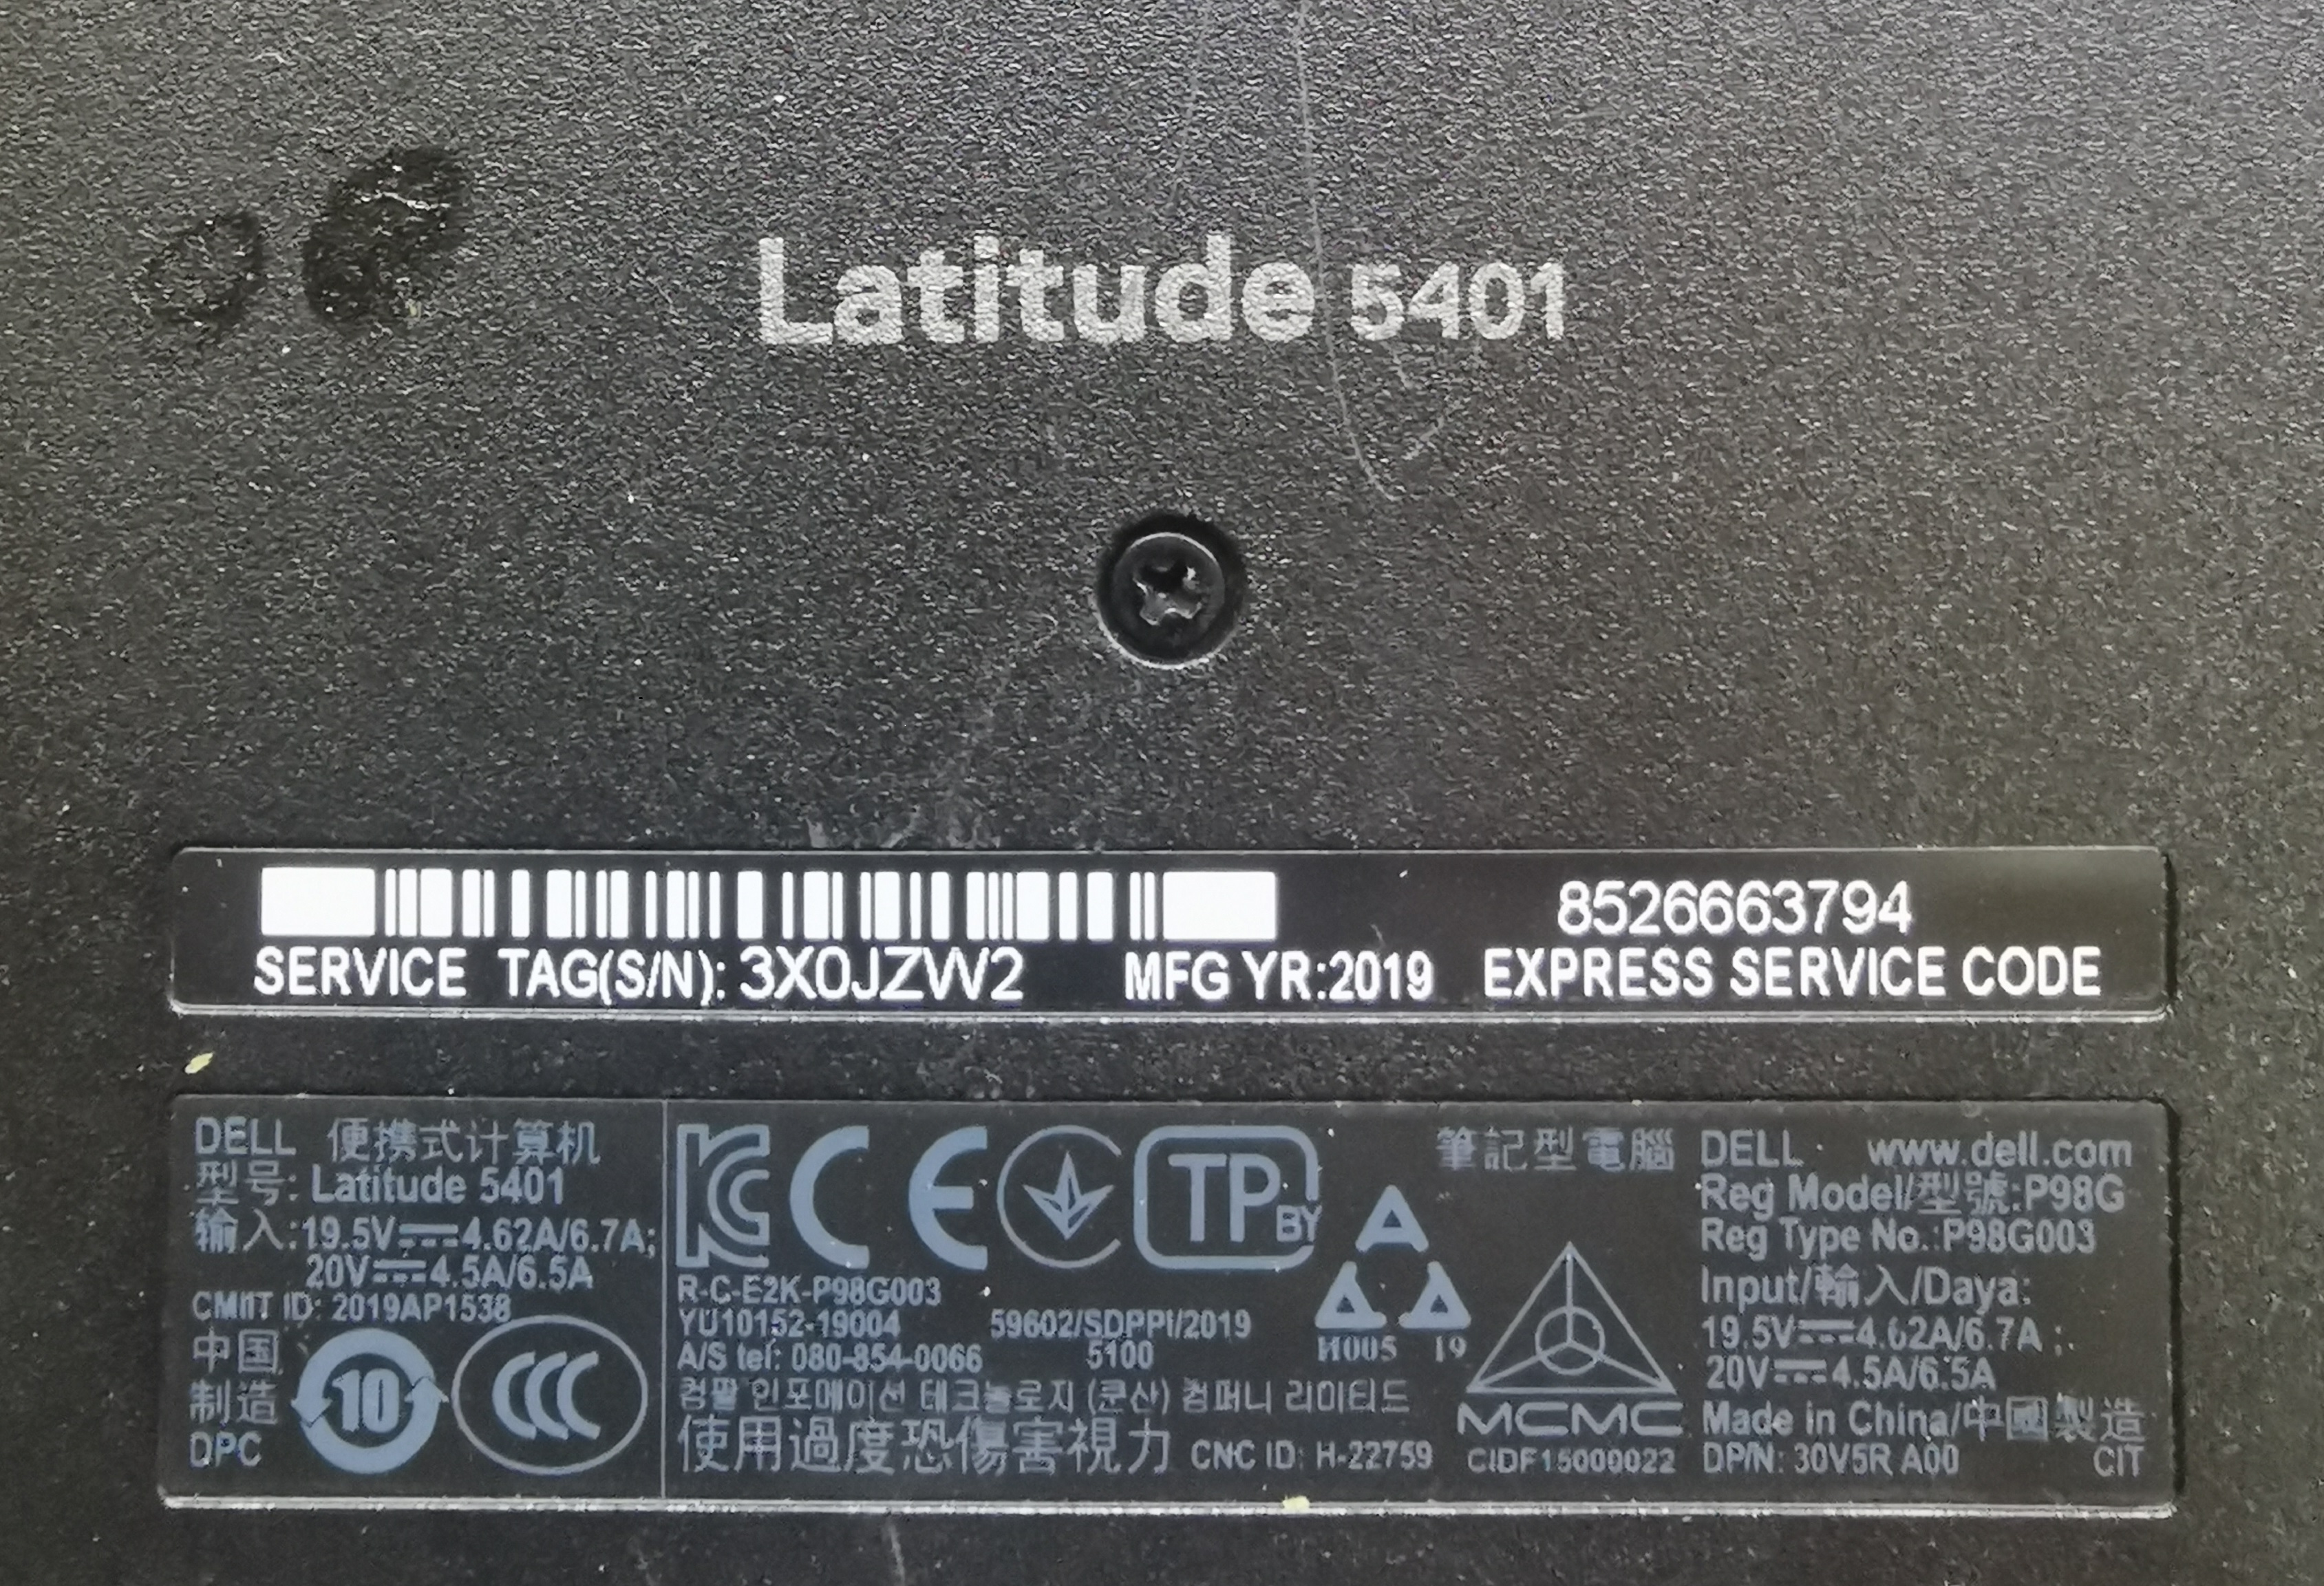 Latitude 5401
8526663794
SERVICE TAG(S/N): 3X0JZW2 MFG YR:2019 EXPRESS SERVICE CODE
DELL 便携式计算机
型号: Latitude 5401
输入:19.5V⎓4.62A/6.7A;
20V⎓4.5A/6.5A
CMIIT ID: 2019AP1538
中国
制造
DPC
10
CCC
KC CE
TP BY
R-C-E2K-P98G003
YU10152-19004 59602/SDPPI/2019
A/S tel: 080-854-0066 5100
컴팔 인포메이션 테크놀로지 (쿤산) 컴퍼니 리미티드
使用過度恐傷害視力 CNC ID: H-22759
H005 19
MCMC
CIDF15000022
筆記型電腦 DELL www.dell.com
Reg Model/型號:P98G
Reg Type No.:P98G003
Input/輸入/Daya:
19.5V⎓4.62A/6.7A ;
20V⎓4.5A/6.5A
Made in China/中國製造
DP/N: 30V5R A00 CIT